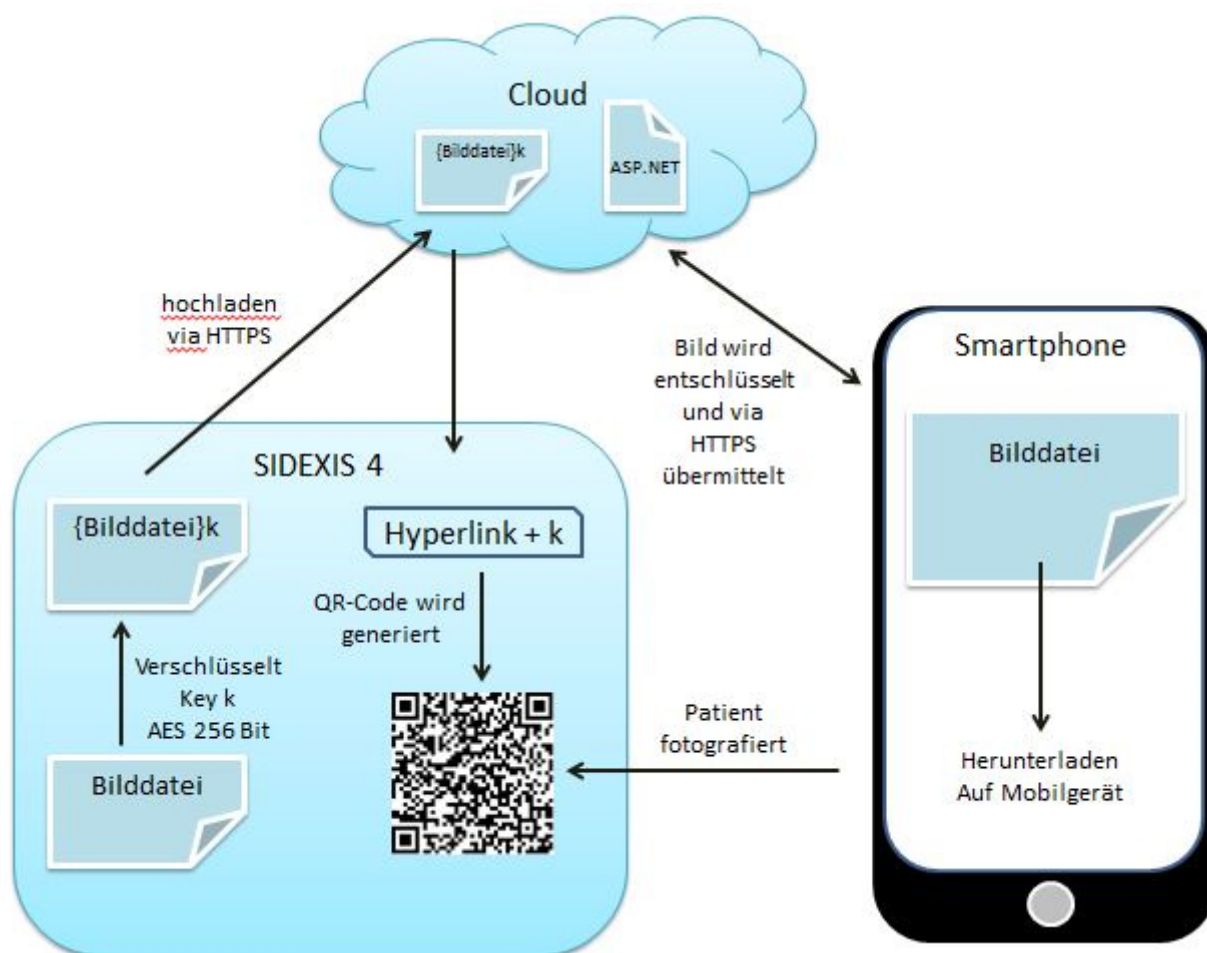 Cloud
{Bilddatei}k
ASP.NET
hochladen
via HTTPS
Bild wird
entschlüsselt
und via
HTTPS
übermittelt
Smartphone
Bilddatei
Herunterladen
Auf Mobilgerät
SIDEXIS 4
{Bilddatei}k
Hyperlink + k
QR-Code wird
generiert
Verschlüsselt
Key k
AES 256 Bit
Bilddatei
Patient
fotografiert